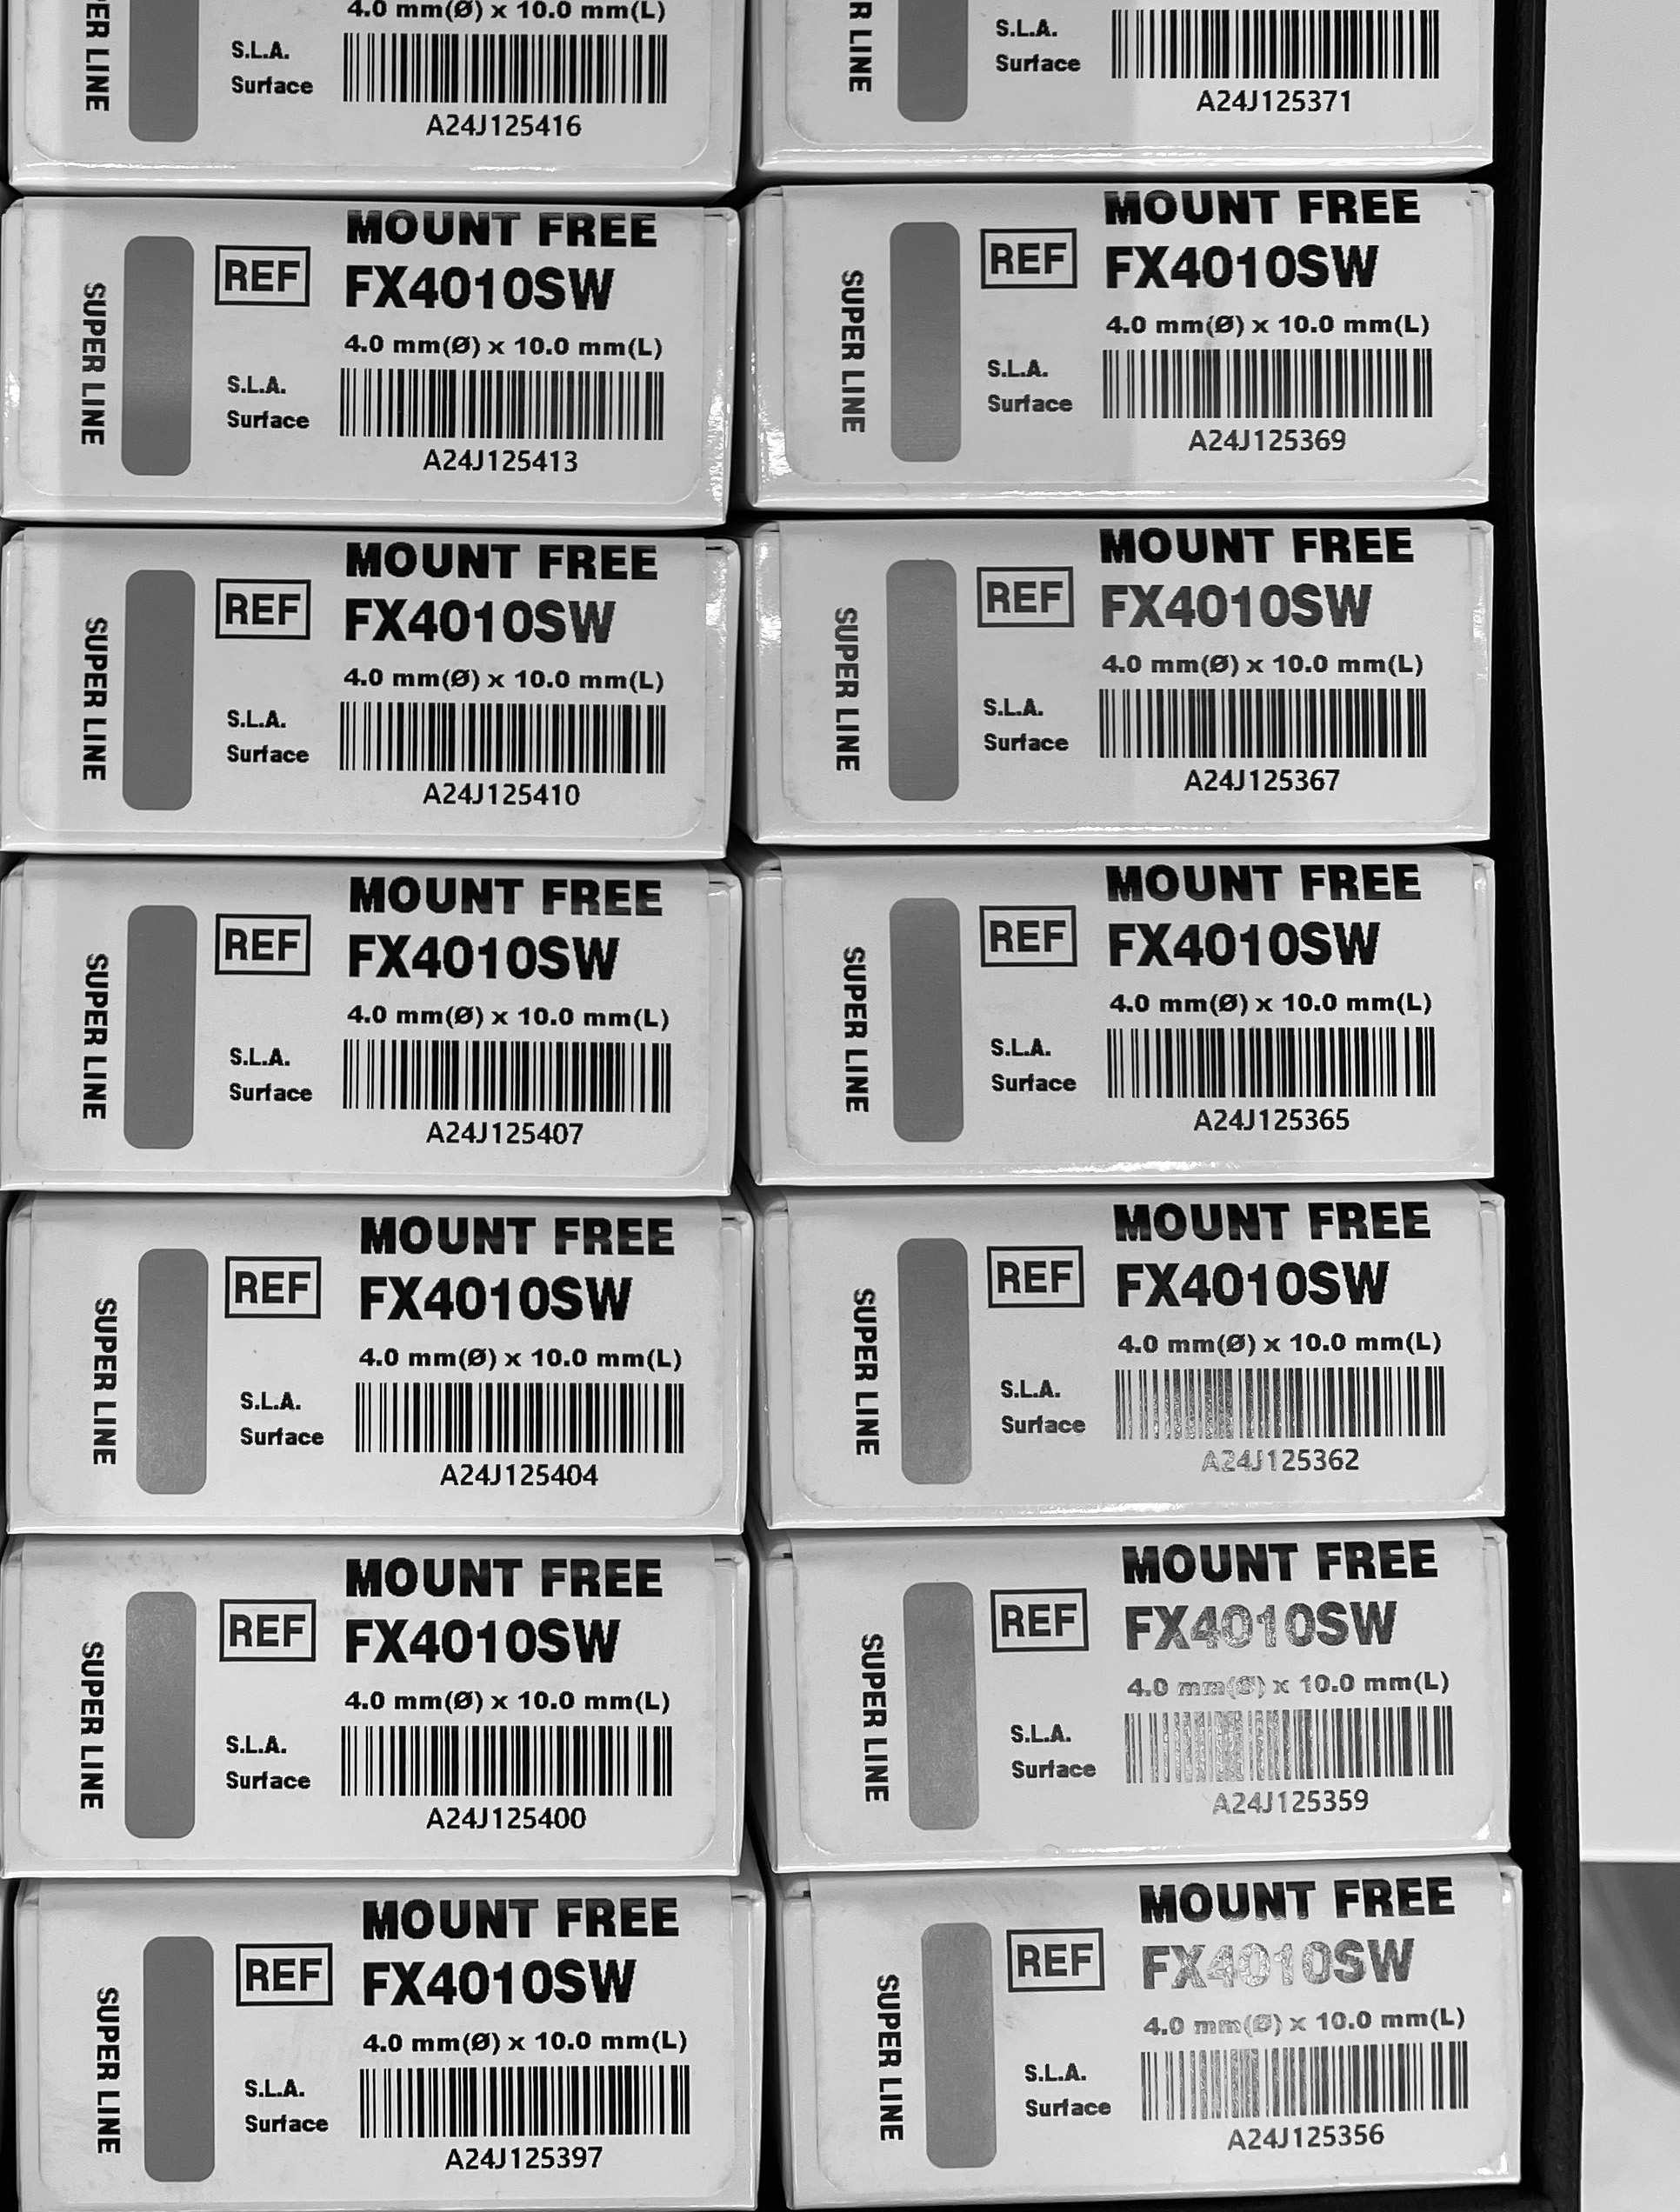 4.0 mm(Ø) x 10.0 mm(L)
SUPER LINE
S.L.A.
Surface
A24J125416
MOUNT FREE
REF
FX4010SW
SUPER LINE
4.0 mm(Ø) x 10.0 mm(L)
S.L.A.
Surface
A24J125413
MOUNT FREE
REF
FX4010SW
SUPER LINE
4.0 mm(Ø) x 10.0 mm(L)
S.L.A.
Surface
A24J125410
MOUNT FREE
REF
FX4010SW
SUPER LINE
4.0 mm(Ø) x 10.0 mm(L)
S.L.A.
Surface
A24J125407
MOUNT FREE
REF
FX4010SW
SUPER LINE
4.0 mm(Ø) x 10.0 mm(L)
S.L.A.
Surface
A24J125404
MOUNT FREE
REF
FX4010SW
SUPER LINE
4.0 mm(Ø) x 10.0 mm(L)
S.L.A.
Surface
A24J125400
MOUNT FREE
REF
FX4010SW
SUPER LINE
4.0 mm(Ø) x 10.0 mm(L)
S.L.A.
Surface
A24J125397
LINE
S.L.A.
Surface
A24J125371
MOUNT FREE
REF
FX4010SW
SUPER LINE
4.0 mm(Ø) x 10.0 mm(L)
S.L.A.
Surface
A24J125369
MOUNT FREE
REF
FX4010SW
SUPER LINE
4.0 mm(Ø) x 10.0 mm(L)
S.L.A.
Surface
A24J125367
MOUNT FREE
REF
FX4010SW
SUPER LINE
4.0 mm(Ø) x 10.0 mm(L)
S.L.A.
Surface
A24J125365
MOUNT FREE
REF
FX4010SW
SUPER LINE
4.0 mm(Ø) x 10.0 mm(L)
S.L.A.
Surface
A24J125362
MOUNT FREE
REF
FX4010SW
SUPER LINE
4.0 mm(Ø) x 10.0 mm(L)
S.L.A.
Surface
A24J125359
MOUNT FREE
REF
FX4010SW
SUPER LINE
4.0 mm(Ø) x 10.0 mm(L)
S.L.A.
Surface
A24J125356